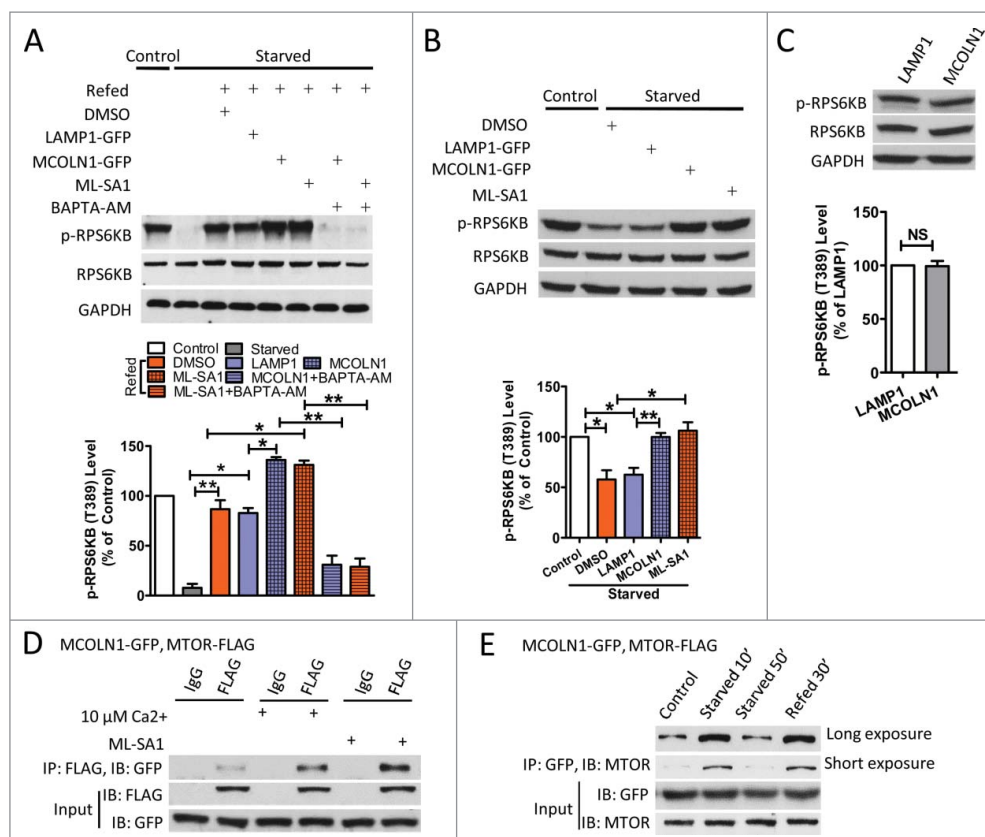 A
Control Starved
Refed + + + + + +
DMSO +
LAMP1-GFP +
MCOLN1-GFP + +
ML-SA1 + +
BAPTA-AM + +
p-RPS6KB
RPS6KB
GAPDH
Control Starved
Refed
DMSO LAMP1 MCOLN1
ML-SA1 MCOLN1+BAPTA-AM
ML-SA1+BAPTA-AM
p-RPS6KB (T389) Level
(% of Control)
150
100
50
0
**
*
*
*
**
**
B
Control Starved
DMSO +
LAMP1-GFP +
MCOLN1-GFP +
ML-SA1 +
p-RPS6KB
RPS6KB
GAPDH
p-RPS6KB (T389) Level
(% of Control)
150
100
50
0
*
*
**
*
Control
DMSO
LAMP1
MCOLN1
ML-SA1
Starved
C
LAMP1
MCOLN1
p-RPS6KB
RPS6KB
GAPDH
p-RPS6KB (T389) Level
(% of LAMP1)
150
100
50
0
NS
LAMP1
MCOLN1
D MCOLN1-GFP, MTOR-FLAG
IgG FLAG IgG FLAG IgG FLAG
10 μM Ca2+ + +
ML-SA1 + +
IP: FLAG, IB: GFP
Input
IB: FLAG
IB: GFP
E MCOLN1-GFP, MTOR-FLAG
Control Starved 10' Starved 50' Refed 30'
Long exposure
IP: GFP, IB: MTOR Short exposure
Input
IB: GFP
IB: MTOR